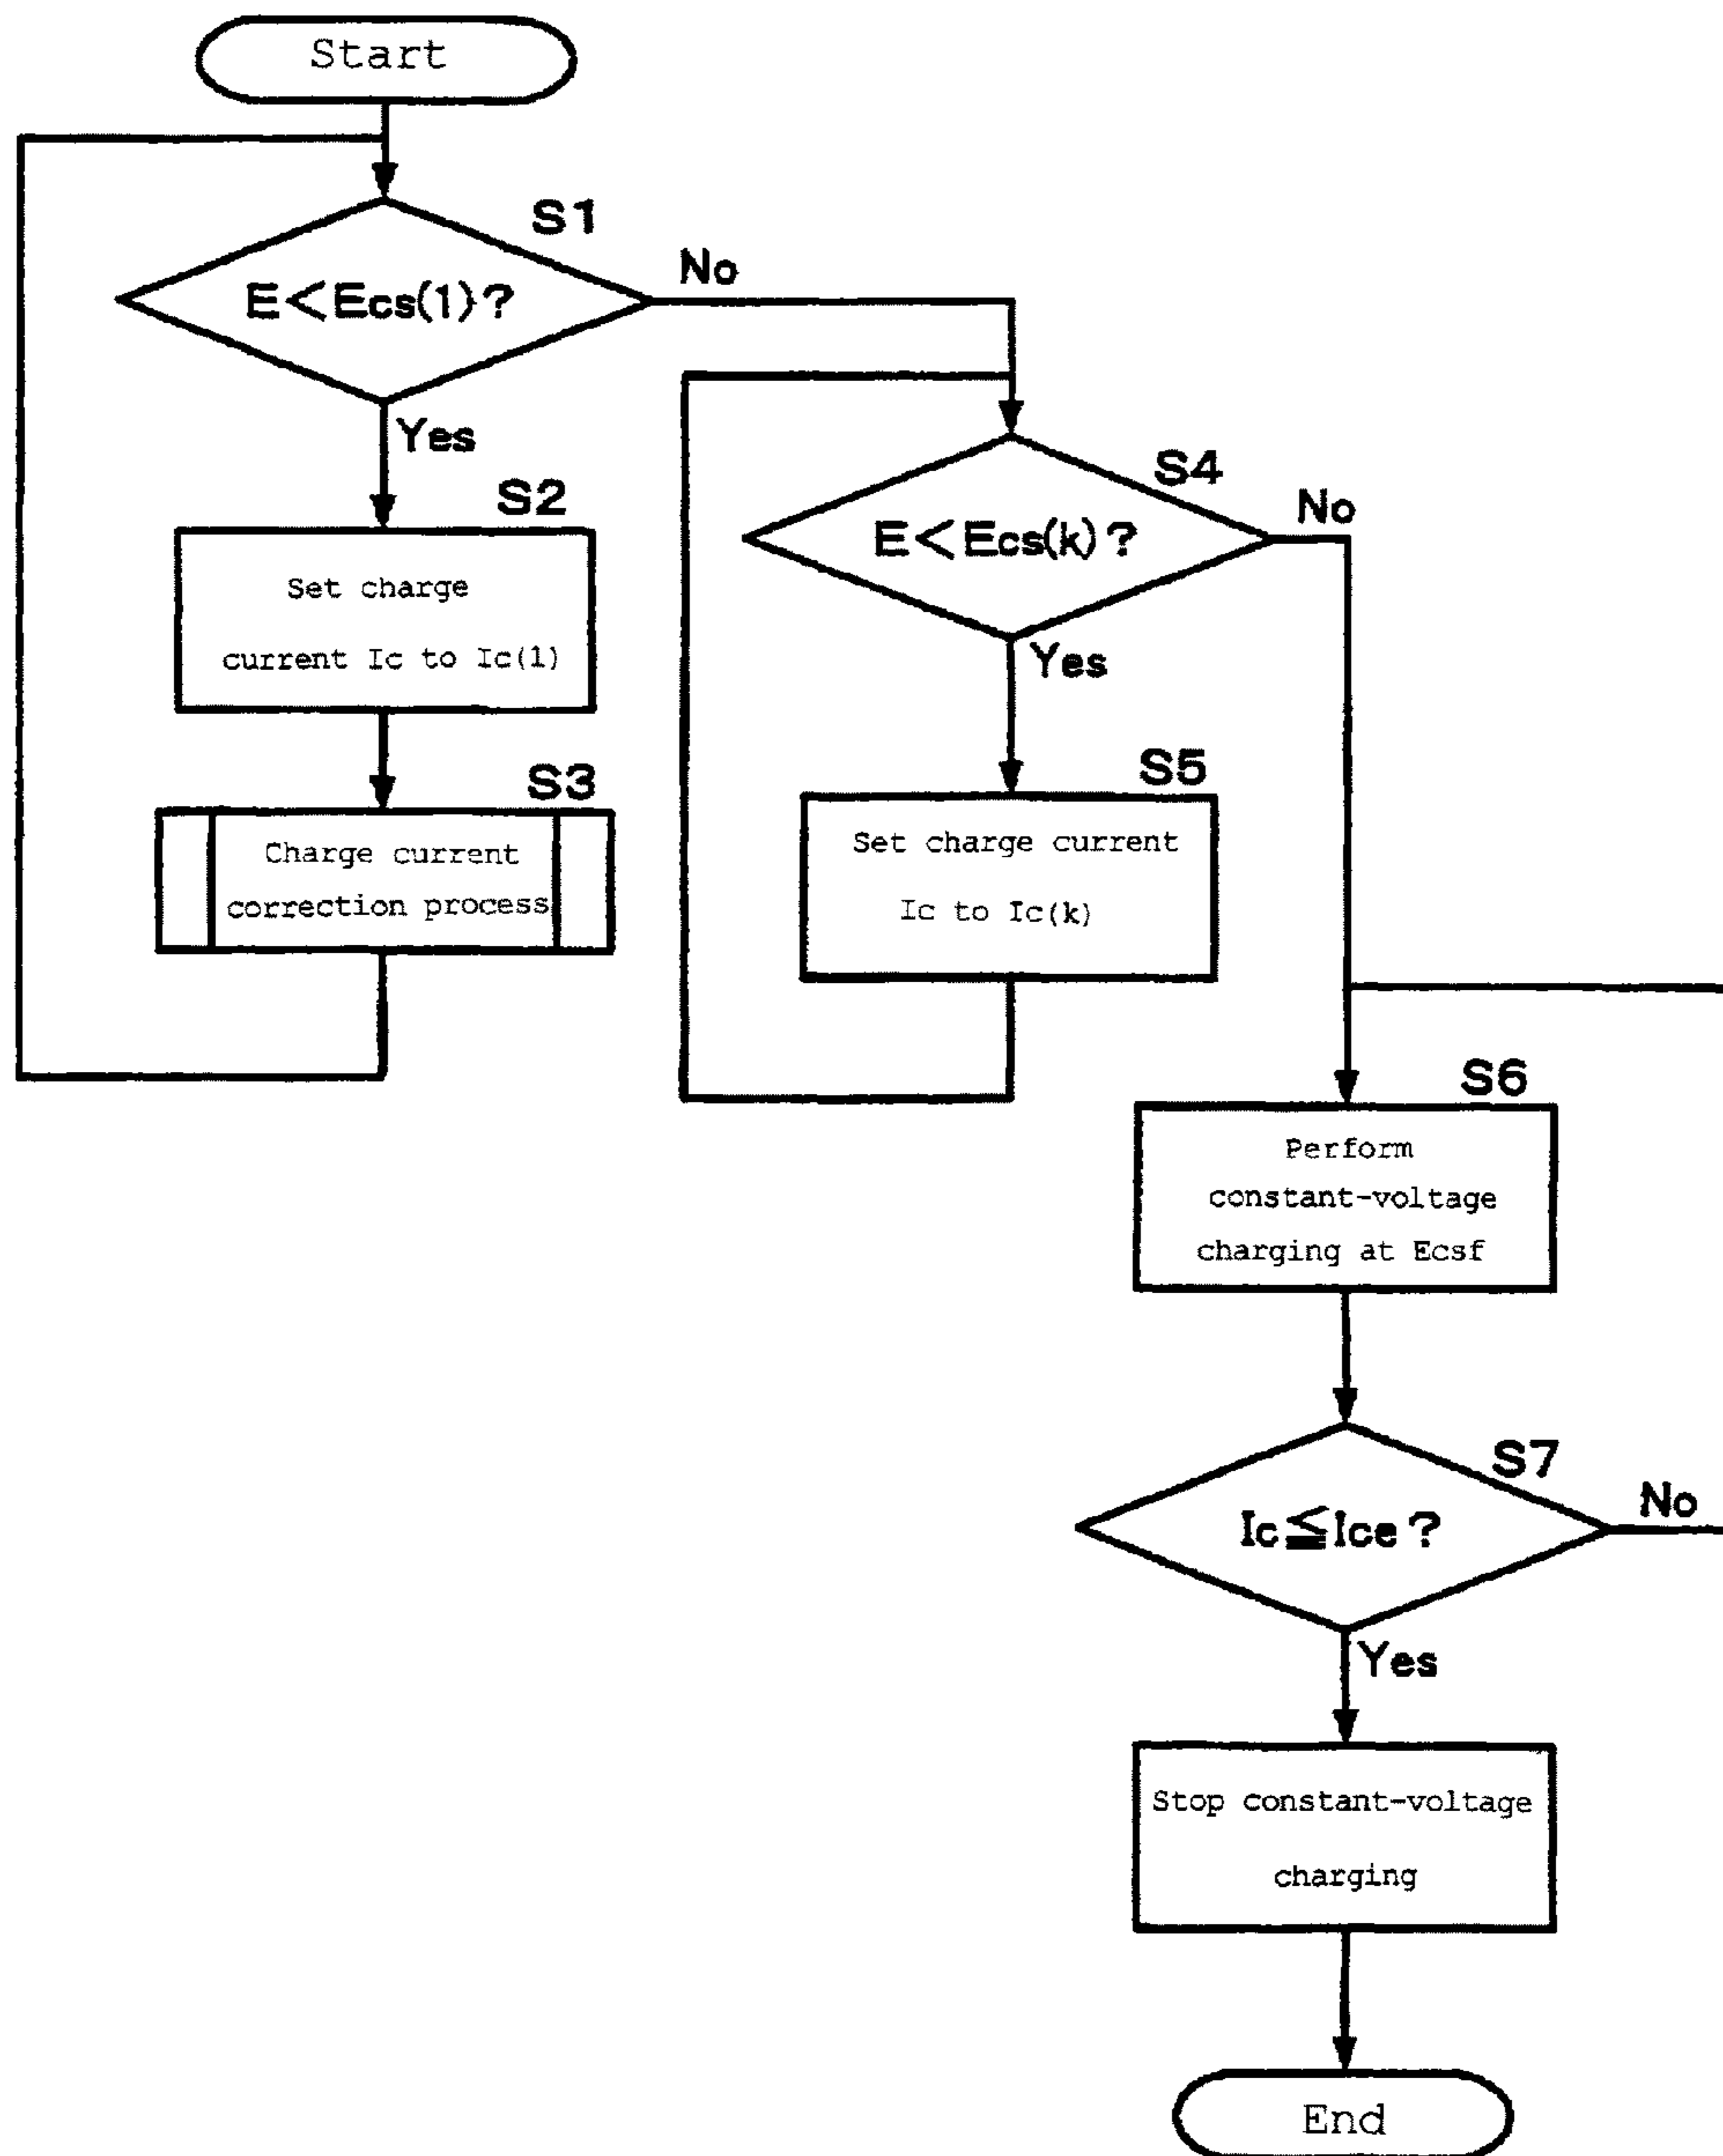 Start
S1
E<Ecs(1)?
No
Yes
S2
Set charge
current Ic to Ic(1)
S3
Charge current
correction process
S4
E<Ecs(k)?
No
Yes
S5
Set charge current
Ic to Ic(k)
S6
Perform
constant-voltage
charging at Ecsf
S7
Ic≦Ice?
No
Yes
Stop constant-voltage
charging
End